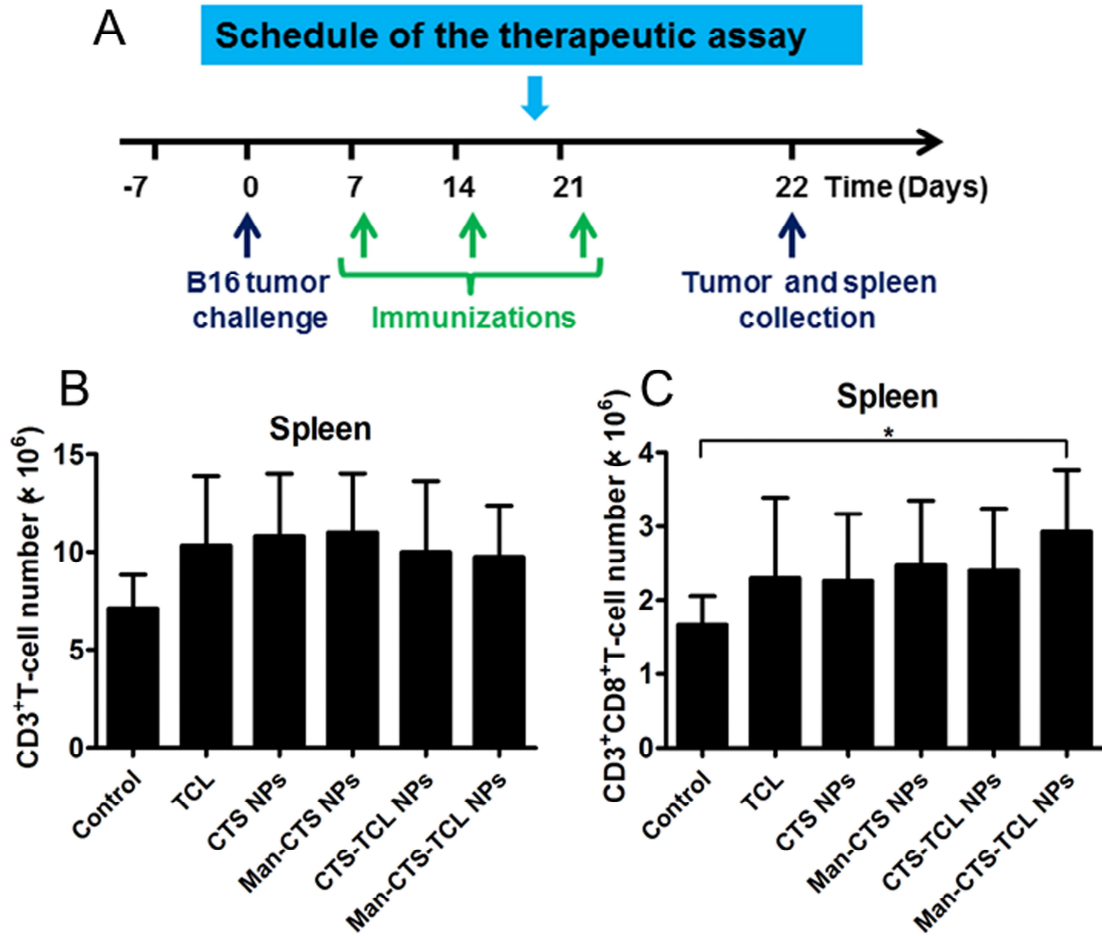 A
Schedule of the therapeutic assay
-7 0 7 14 21 22 Time (Days)
B16 tumor
challenge
Immunizations
Tumor and spleen
collection
B
Spleen
CD3⁺T-cell number (× 10⁶)
15
10
5
0
Control
TCL
CTS NPs
Man-CTS NPs
CTS-TCL NPs
Man-CTS-TCL NPs
C
Spleen
*
CD3⁺CD8⁺T-cell number (× 10⁶)
4
3
2
1
0
Control
TCL
CTS NPs
Man-CTS NPs
CTS-TCL NPs
Man-CTS-TCL NPs